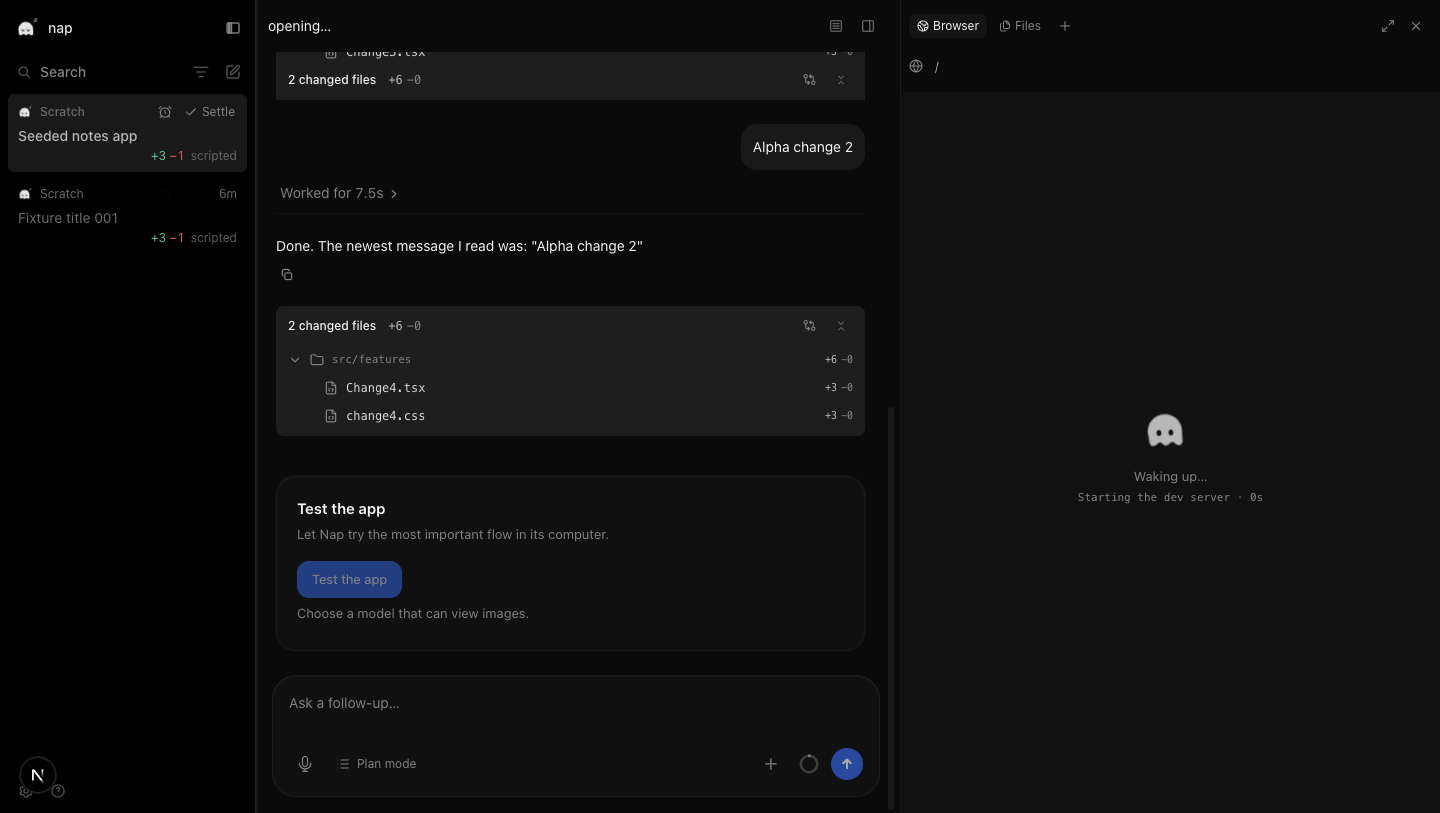 nap
Search
Scratch
Settle
Seeded notes app
+3 −1 scripted
Scratch
6m
Fixture title 001
+3 −1 scripted
N
opening...
2 changed files +6 −0
Alpha change 2
Worked for 7.5s
Done. The newest message I read was: "Alpha change 2"
2 changed files +6 −0
src/features +6 −0
Change4.tsx +3 −0
change4.css +3 −0
Test the app
Let Nap try the most important flow in its computer.
Test the app
Choose a model that can view images.
Ask a follow-up...
Plan mode
Browser
Files
/
Waking up…
Starting the dev server · 0s